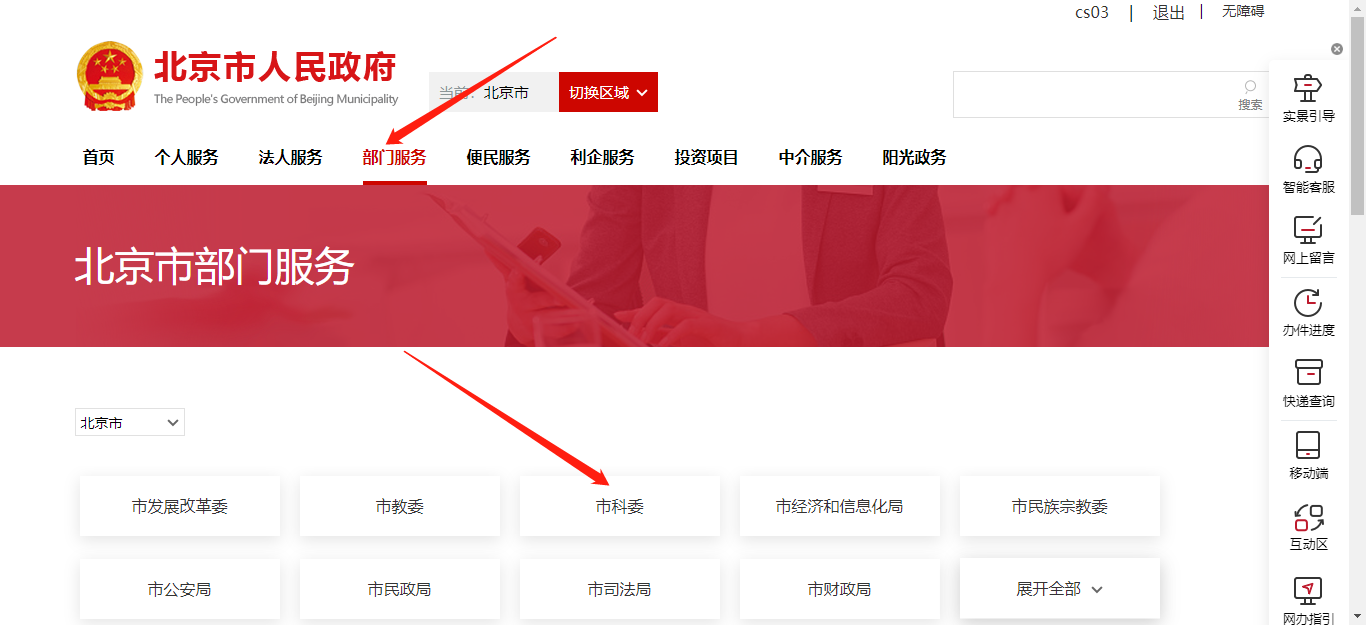 cs03 | 退出 | 无障碍
北京市人民政府
The People's Government of Beijing Municipality
当前: 北京市 切换区域
搜索
首页 个人服务 法人服务 部门服务 便民服务 利企服务 投资项目 中介服务 阳光政务
北京市部门服务
北京市
市发展改革委 市教委 市科委 市经济和信息化局 市民族宗教委
市公安局 市民政局 市司法局 市财政局 展开全部
实景引导
智能客服
网上留言
办件进度
快递查询
移动端
互动区
网办指引